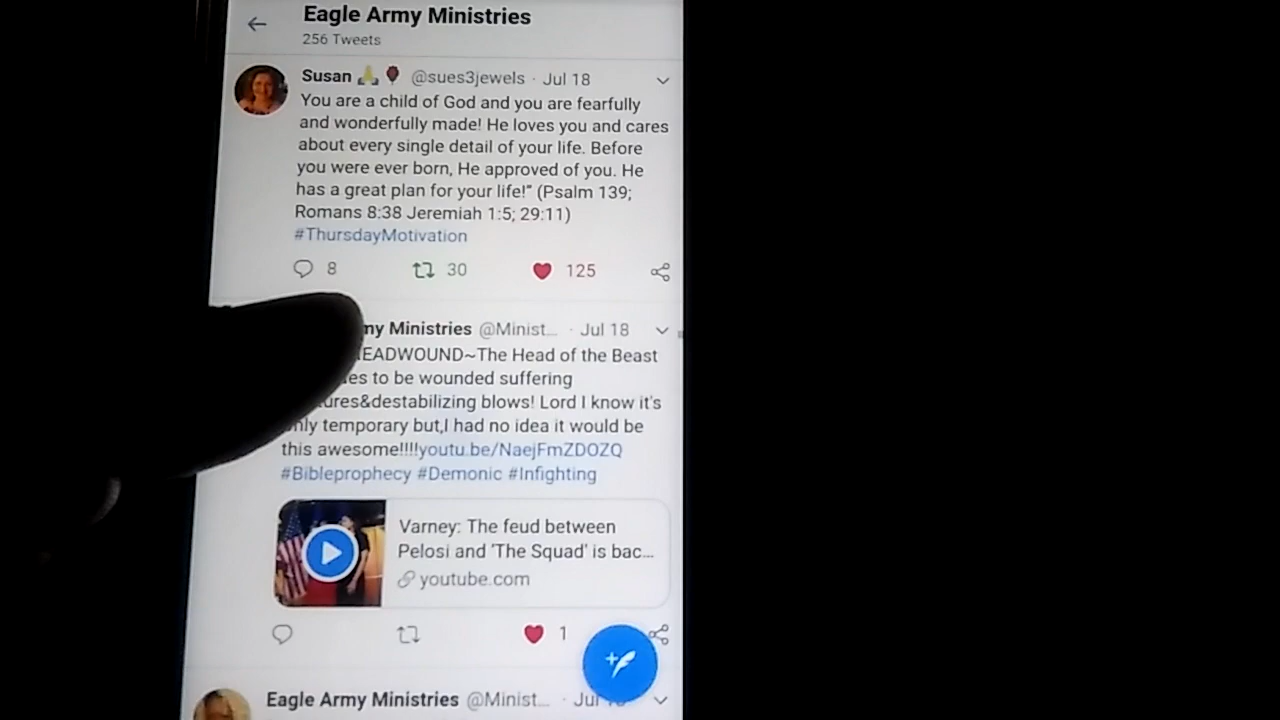 Eagle Army Ministries
256 Tweets
Susan 🙏🌹 @sues3jewels · Jul 18
You are a child of God and you are fearfully
and wonderfully made! He loves you and cares
about every single detail of your life. Before
you were ever born, He approved of you. He
has a great plan for your life!" (Psalm 139;
Romans 8:38 Jeremiah 1:5; 29:11)
#ThursdayMotivation
8 30 125
my Ministries @Minist... · Jul 18
EADWOUND~The Head of the Beast
to be wounded suffering
ures&destabilizing blows! Lord I know it's
temporary but,I had no idea it would be
this awesome!!!!youtu.be/NaejFmZDOZQ
#Bibleprophecy #Demonic #Infighting
Varney: The feud between
Pelosi and 'The Squad' is bac...
youtube.com
1
Eagle Army Ministries @Minist... · Jul